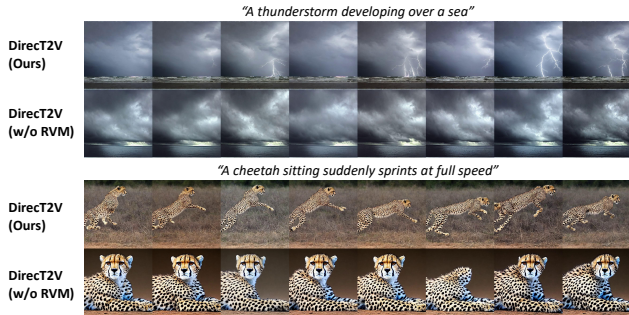 “A thunderstorm developing over a sea”
DirecT2V
(Ours)
DirecT2V
(w/o RVM)
“A cheetah sitting suddenly sprints at full speed”
DirecT2V
(Ours)
DirecT2V
(w/o RVM)